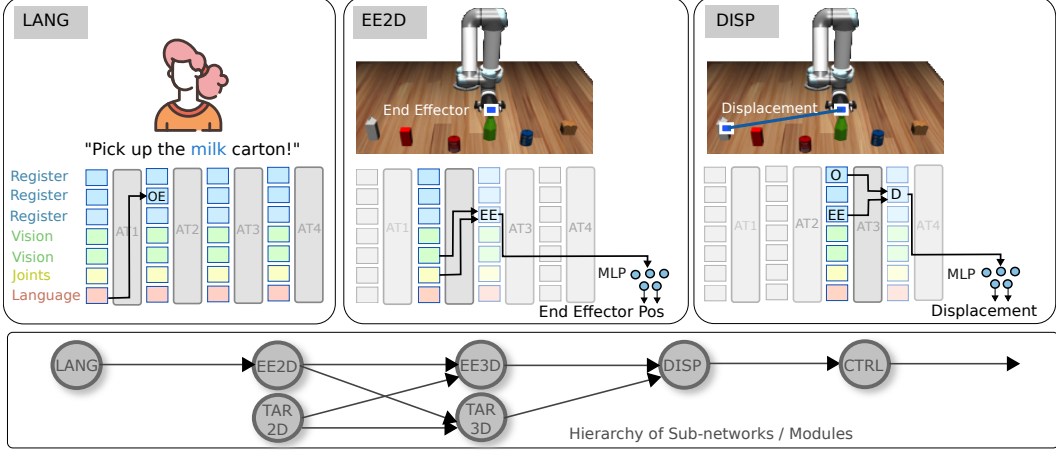 LANG
"Pick up the milk carton!"
Register
Register
Register
Vision
Vision
Joints
Language
OE
AT1
AT2
AT3
AT4
EE2D
End Effector
AT1
EE
AT3
AT4
MLP
End Effector Pos
DISP
Displacement
AT1
AT2
O
EE
AT3
D
AT4
MLP
Displacement
LANG
EE2D
EE3D
DISP
CTRL
TAR
2D
TAR
3D
Hierarchy of Sub-networks / Modules